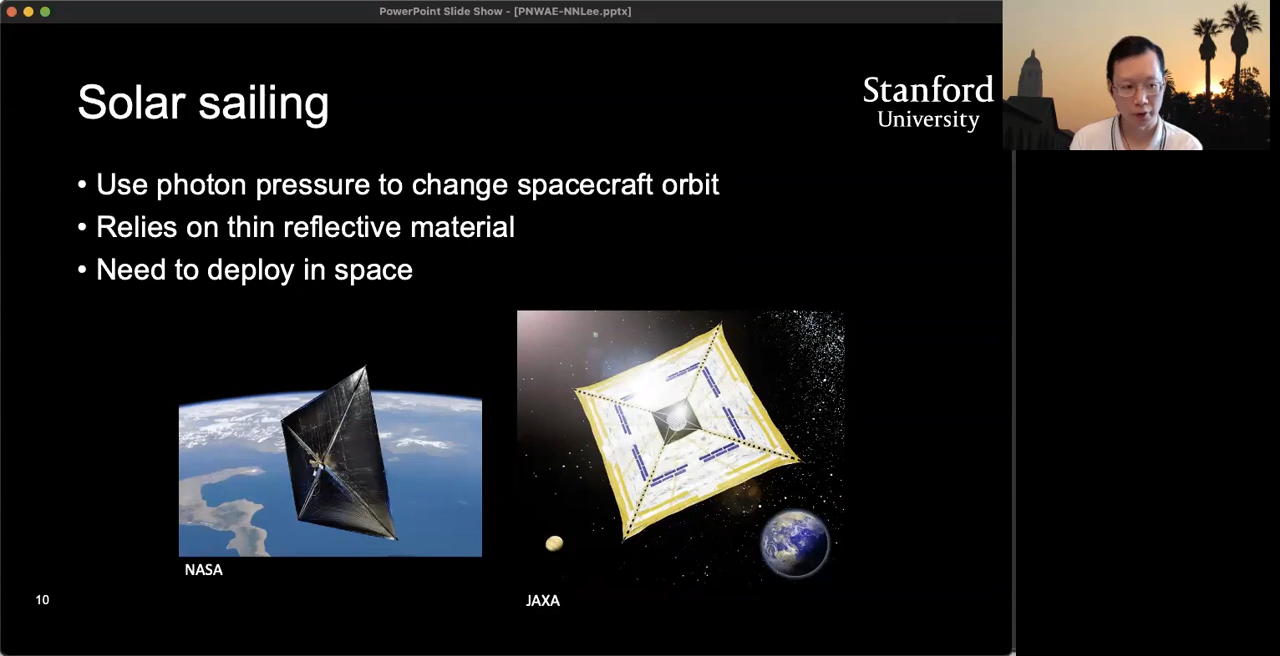 PowerPoint Slide Show - [PNWAE-NNLee.pptx]
Solar sailing
Stanford
University
• Use photon pressure to change spacecraft orbit
• Relies on thin reflective material
• Need to deploy in space
NASA
JAXA
10